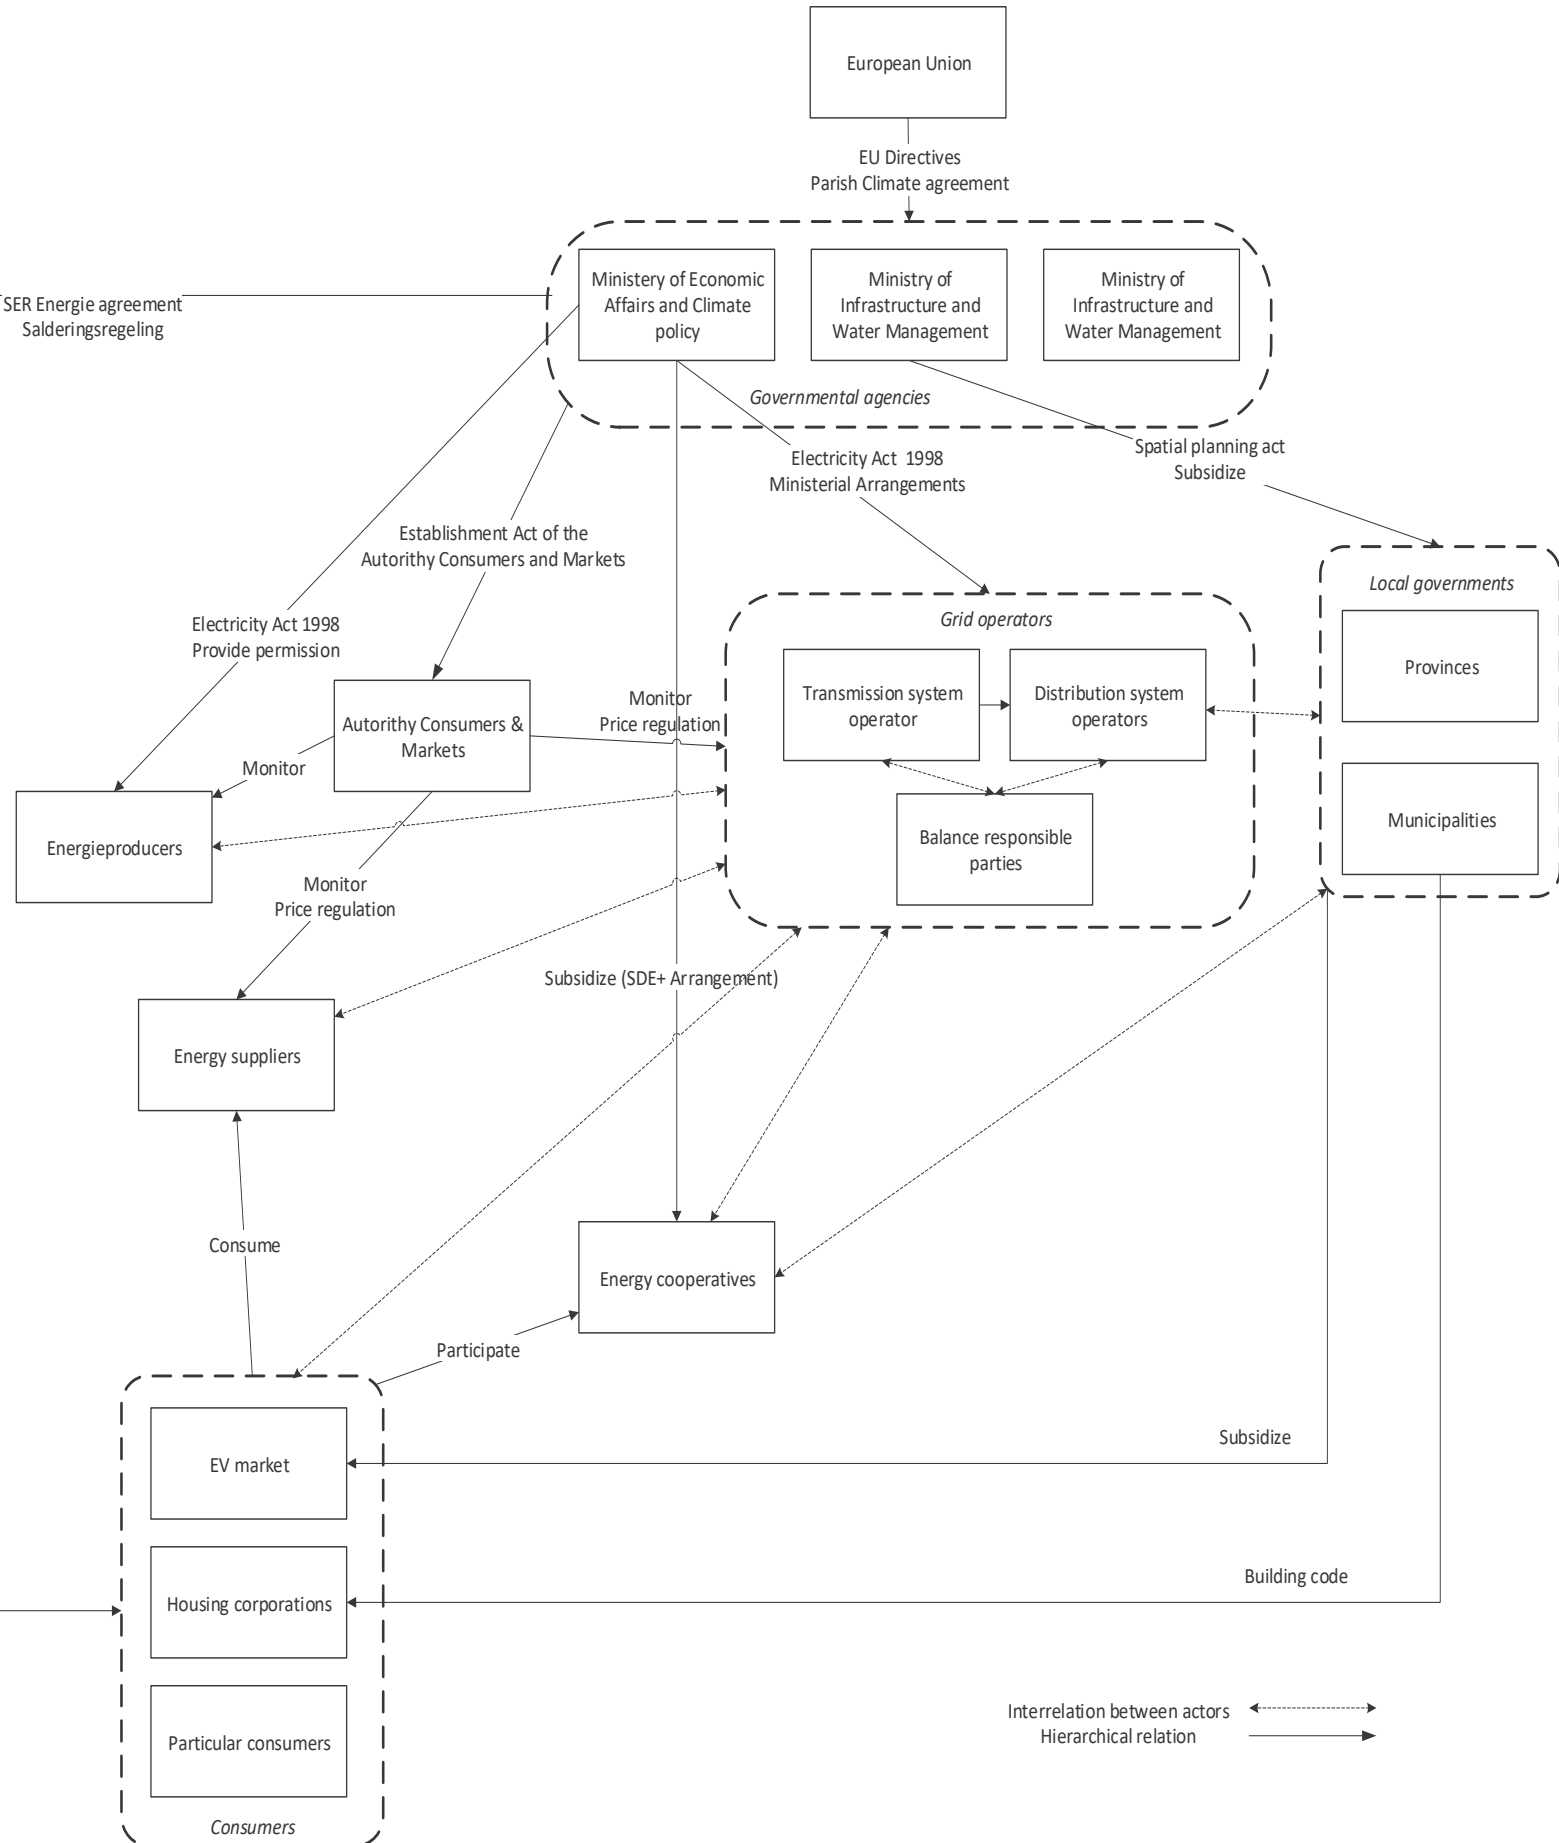 European Union
EU Directives
Parish Climate agreement
Ministery of Economic
Affairs and Climate
policy
Ministry of
Infrastructure and
Water Management
Ministry of
Infrastructure and
Water Management
SER Energie agreement
Salderingsregeling
Governmental agencies
Electricity Act  1998
Ministerial Arrangements
Spatial planning act
Subsidize
Establishment Act of the
Autorithy Consumers and Markets
Local governments
Electricity Act 1998
Provide permission
Grid operators
Provinces
Transmission system
operator
Distribution system
operators
Monitor
Price regulation
Autorithy Consumers &
Markets
Monitor
Energieproducers
Municipalities
Balance responsible
parties
Monitor
Price regulation
Subsidize (SDE+ Arrangement)
Energy suppliers
Consume
Energy cooperatives
Participate
Subsidize
EV market
Building code
Housing corporations
Interrelation between actors
Hierarchical relation
Particular consumers
Consumers